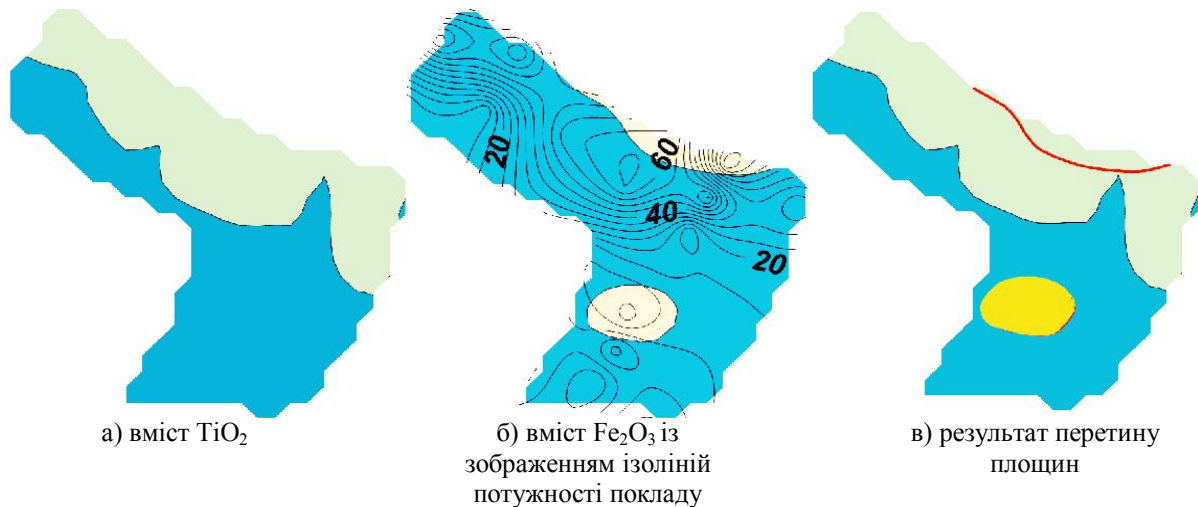 20
60
40
20
а) вміст TiO₂
б) вміст Fe₂O₃ із
зображенням ізоліній
потужності покладу
в) результат перетину
площин